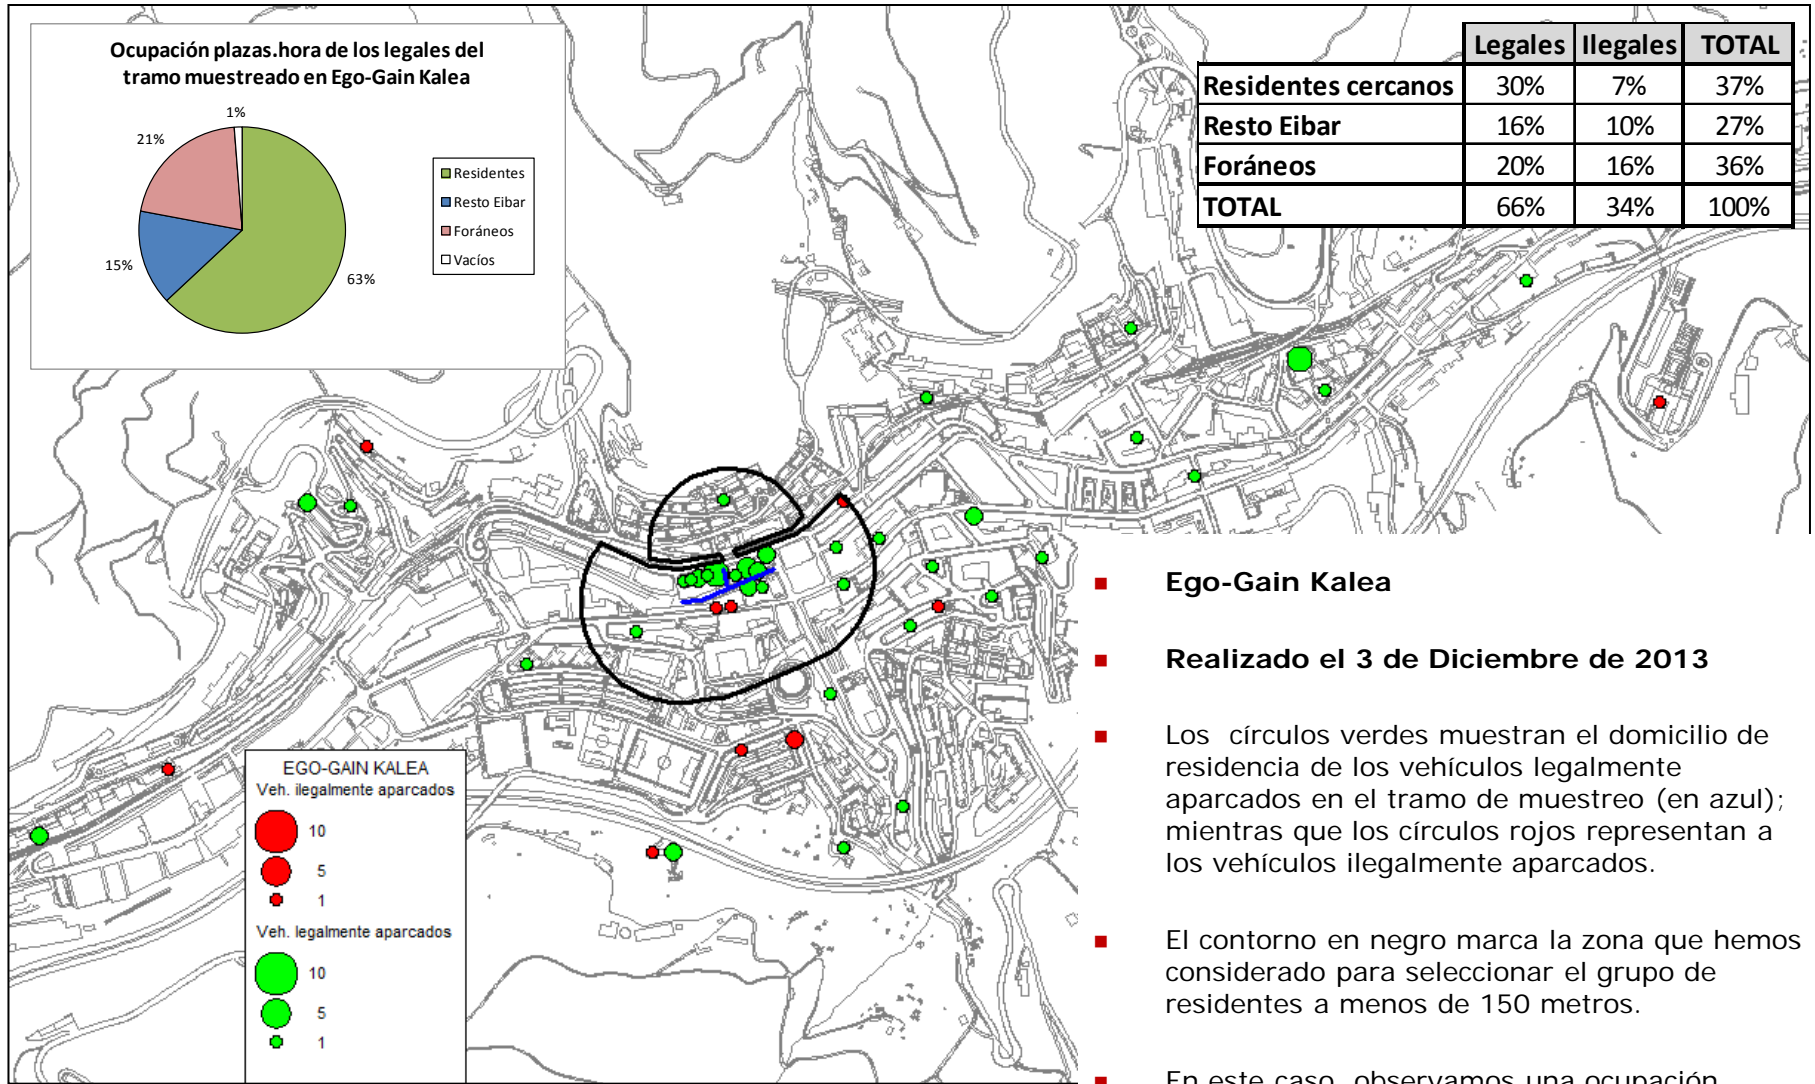 Ocupación plazas.hora de los legales del
tramo muestreado en Ego-Gain Kalea
1%
21%
15%
63%
Residentes
Resto Eibar
Foráneos
Vacíos
Legales Ilegales TOTAL
Residentes cercanos 30% 7% 37%
Resto Eibar 16% 10% 27%
Foráneos 20% 16% 36%
TOTAL 66% 34% 100%
EGO-GAIN KALEA
Veh. ilegalmente aparcados
10
5
1
Veh. legalmente aparcados
10
5
1
Ego-Gain Kalea
Realizado el 3 de Diciembre de 2013
Los círculos verdes muestran el domicilio de
residencia de los vehículos legalmente
aparcados en el tramo de muestreo (en azul);
mientras que los círculos rojos representan a
los vehículos ilegalmente aparcados.
El contorno en negro marca la zona que hemos
considerado para seleccionar el grupo de
residentes a menos de 150 metros.
En este caso, observamos una ocupación